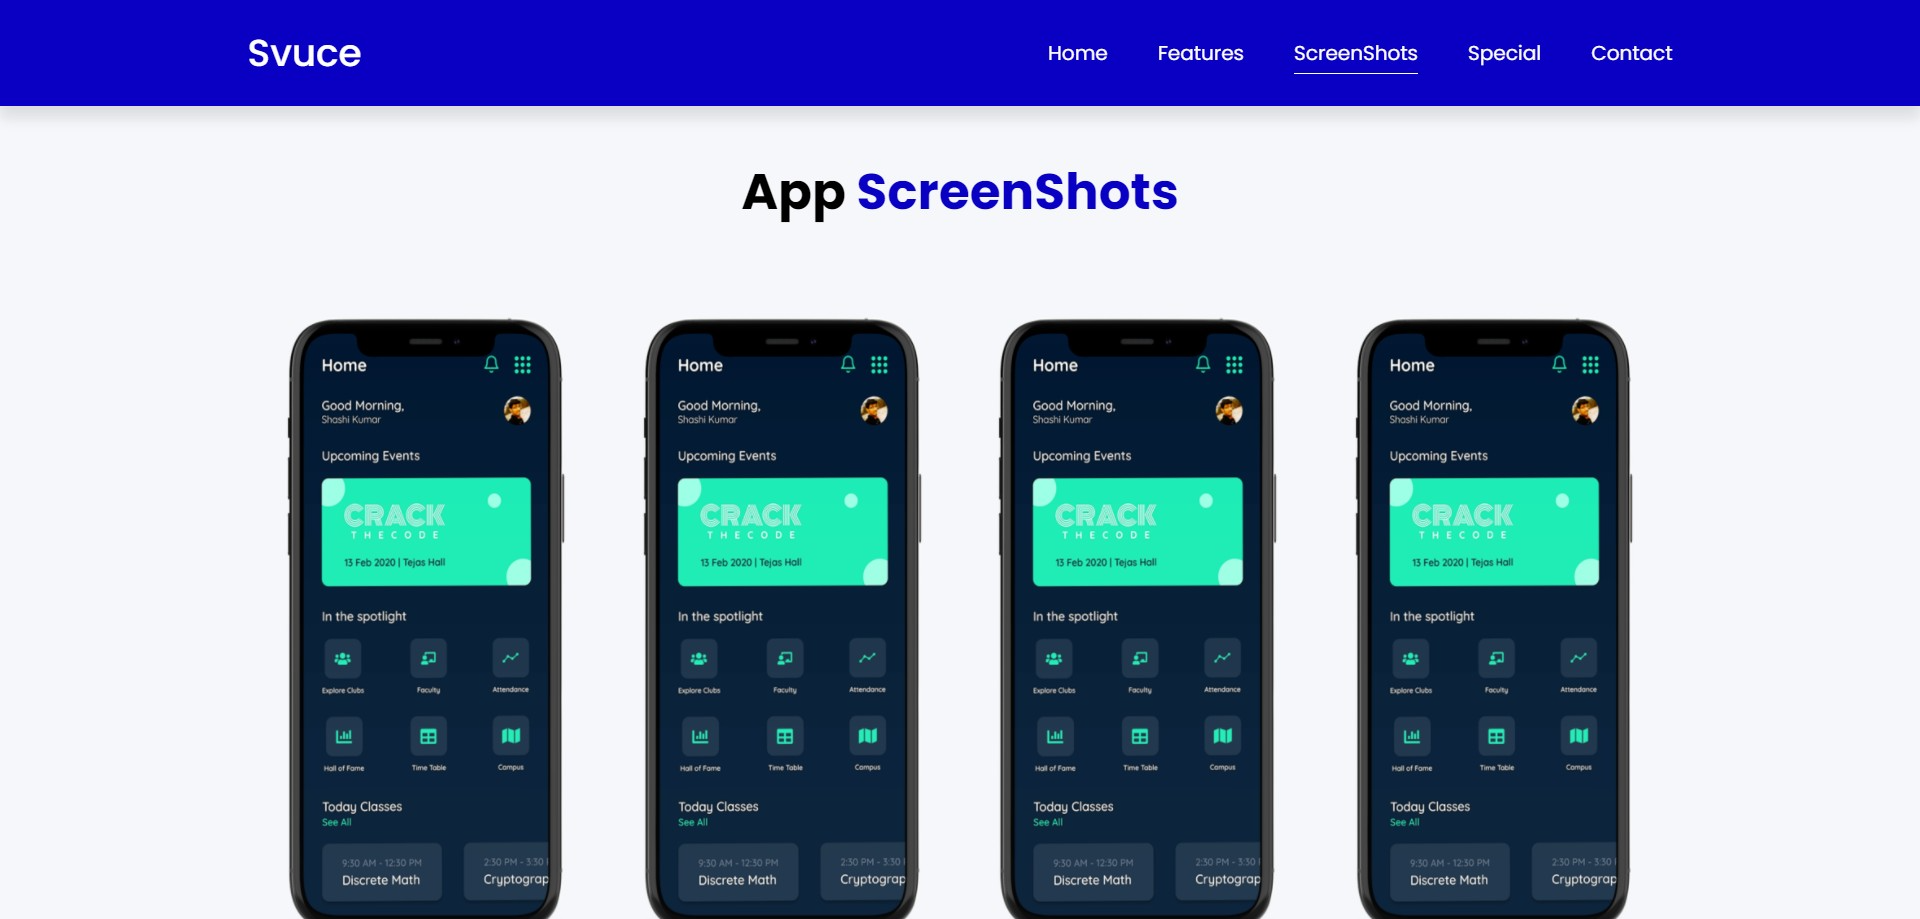 Svuce
Home Features ScreenShots Special Contact
App ScreenShots
Home
Good Morning,
Shashi Kumar
Upcoming Events
CRACK
THECODE
13 Feb 2020 | Tejas Hall
In the spotlight
Explore Clubs Faculty Attendance
Hall of Fame Time Table Campus
Today Classes
See All
9:30 AM - 12:30 PM 2:30 PM - 3:30
Discrete Math Cryptograp
Home
Good Morning,
Shashi Kumar
Upcoming Events
CRACK
THECODE
13 Feb 2020 | Tejas Hall
In the spotlight
Explore Clubs Faculty Attendance
Hall of Fame Time Table Campus
Today Classes
See All
9:30 AM - 12:30 PM 2:30 PM - 3:30
Discrete Math Cryptograp
Home
Good Morning,
Shashi Kumar
Upcoming Events
CRACK
THECODE
13 Feb 2020 | Tejas Hall
In the spotlight
Explore Clubs Faculty Attendance
Hall of Fame Time Table Campus
Today Classes
See All
9:30 AM - 12:30 PM 2:30 PM - 3:30
Discrete Math Cryptograp
Home
Good Morning,
Shashi Kumar
Upcoming Events
CRACK
THECODE
13 Feb 2020 | Tejas Hall
In the spotlight
Explore Clubs Faculty Attendance
Hall of Fame Time Table Campus
Today Classes
See All
9:30 AM - 12:30 PM 2:30 PM - 3:30
Discrete Math Cryptograp